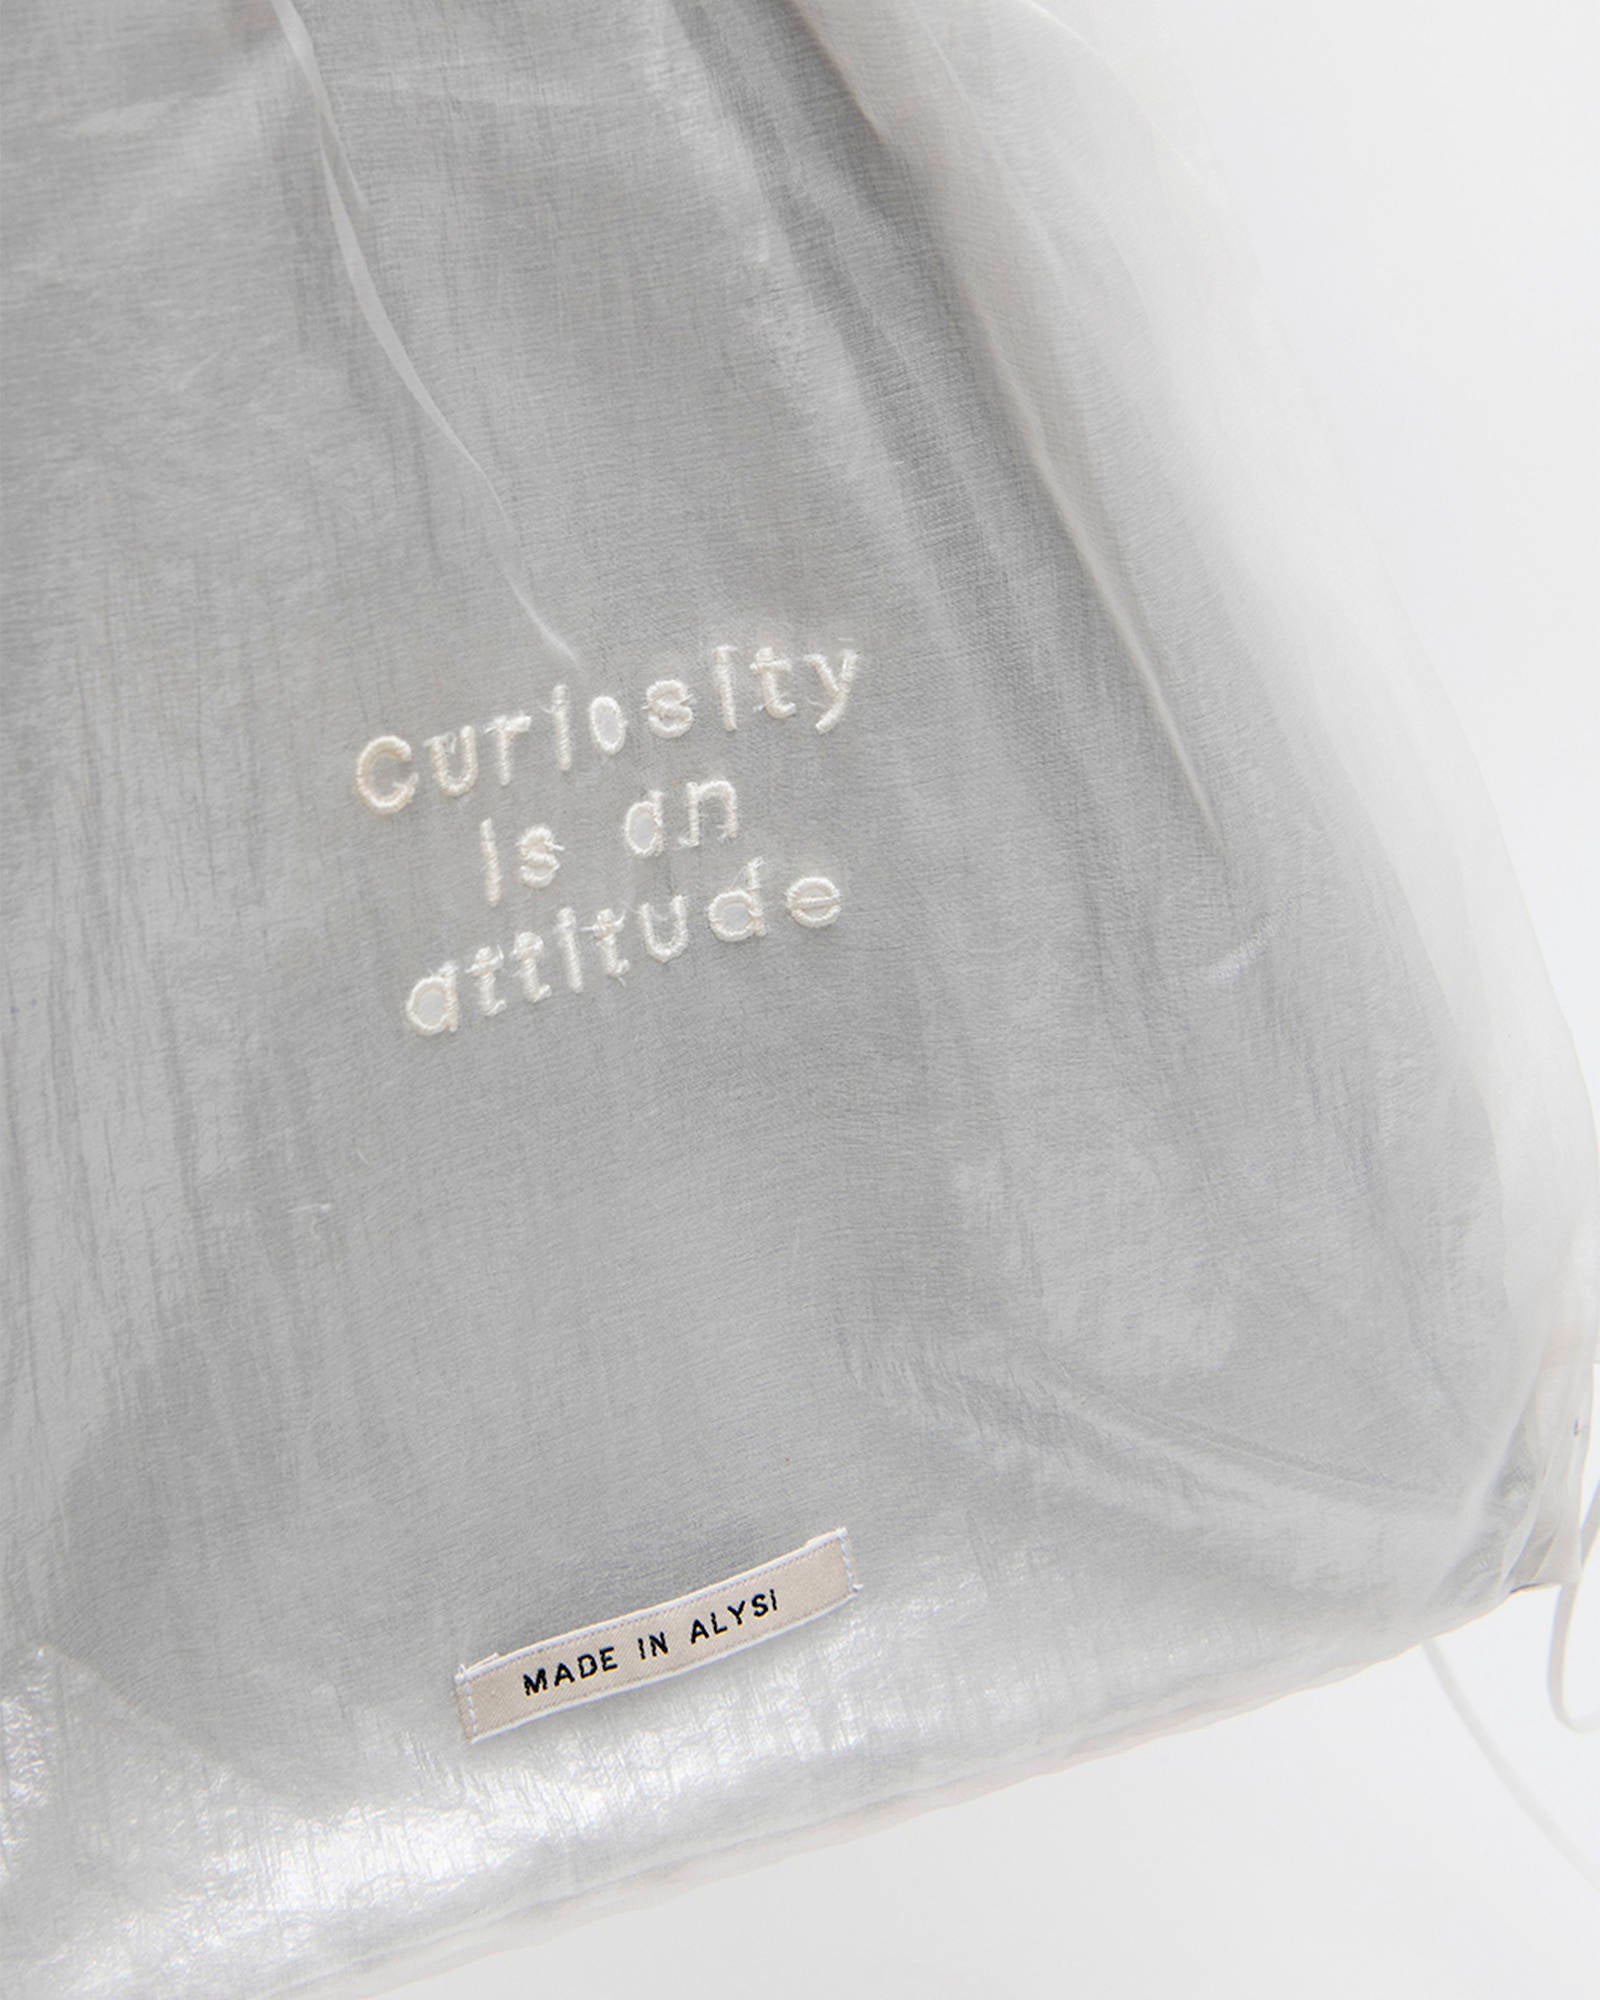 Curiosity
is an
attitude
MADE IN ALYSI